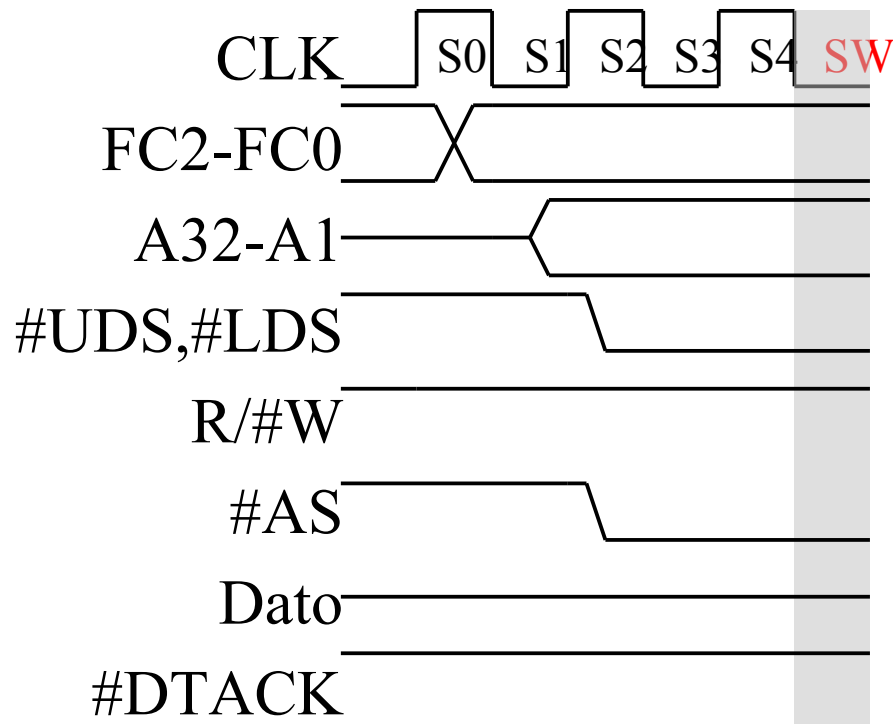 CLK S0 S1 S2 S3 S4 SW
FC2-FC0
A32-A1
#UDS,#LDS
R/#W
#AS
Dato
#DTACK